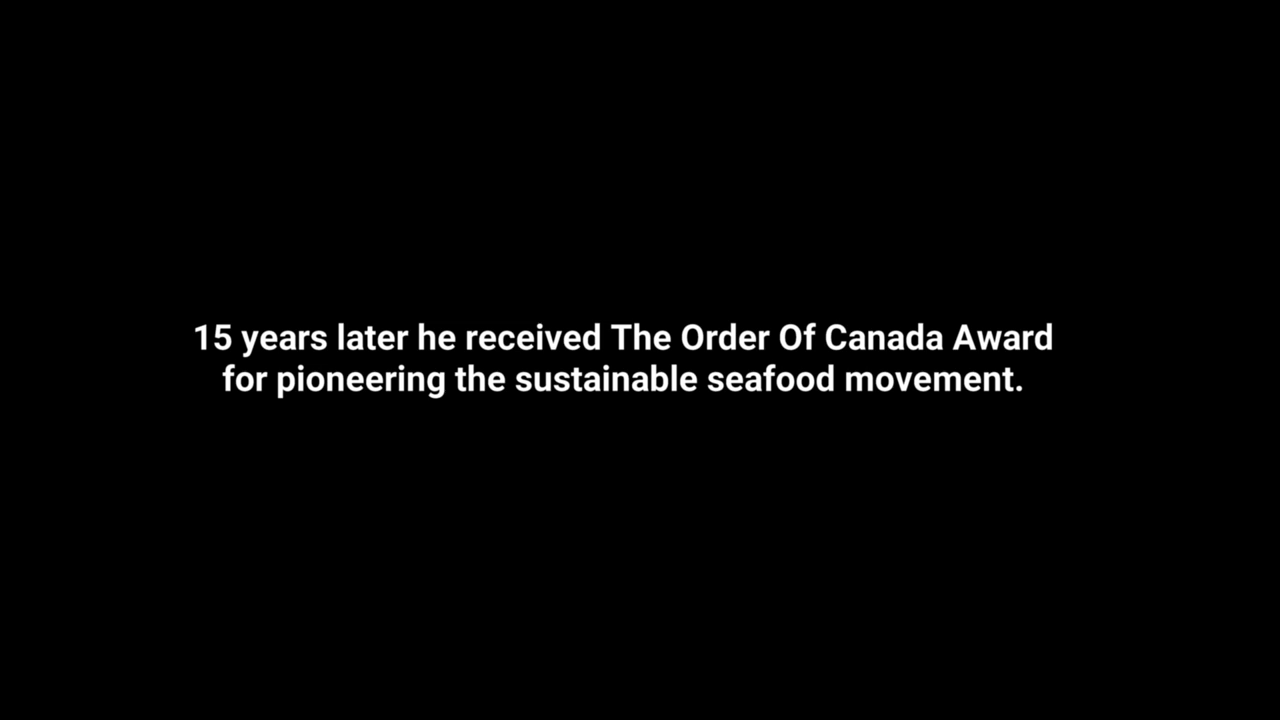 15 years later he received The Order Of Canada Award
for pioneering the sustainable seafood movement.